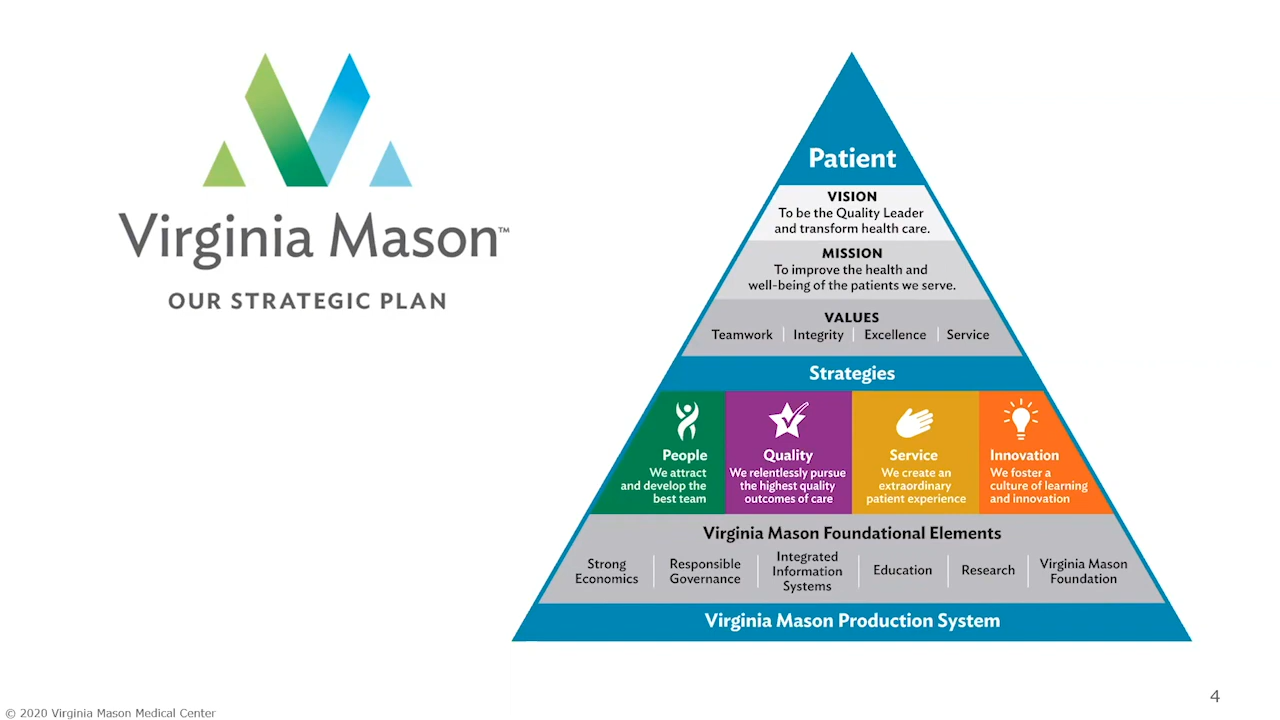 Virginia Mason™
OUR STRATEGIC PLAN
Patient
VISION
To be the Quality Leader
and transform health care.
MISSION
To improve the health and
well-being of the patients we serve.
VALUES
Teamwork | Integrity | Excellence | Service
Strategies
People
We attract
and develop the
best team
Quality
We relentlessly pursue
the highest quality
outcomes of care
Service
We create an
extraordinary
patient experience
Innovation
We foster a
culture of learning
and innovation
Virginia Mason Foundational Elements
Strong
Economics
Responsible
Governance
Integrated
Information
Systems
Education
Research
Virginia Mason
Foundation
Virginia Mason Production System
4
© 2020 Virginia Mason Medical Center